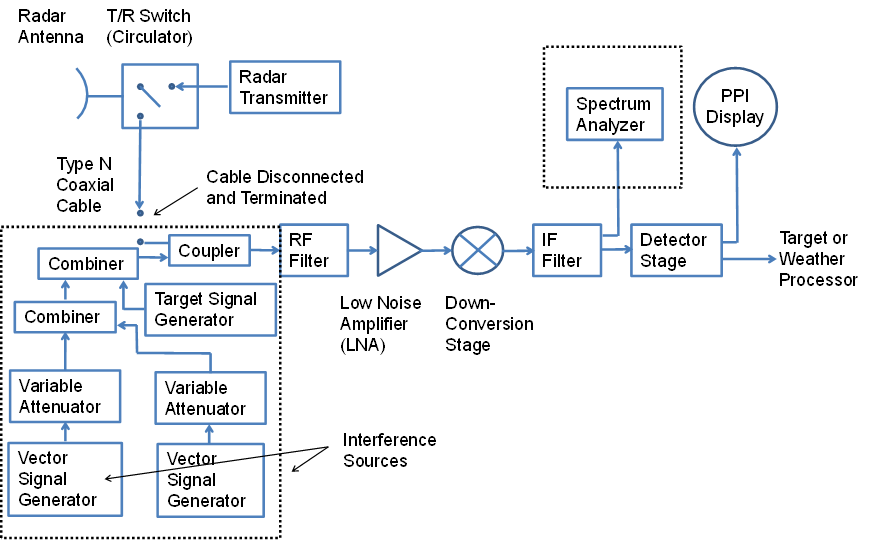 Radar
Antenna
T/R Switch
(Circulator)
Radar
Transmitter
Spectrum
Analyzer
PPI
Display
Type N
Coaxial
Cable
Cable Disconnected
and Terminated
Combiner
Coupler
RF
Filter
IF
Filter
Detector
Stage
Target or
Weather
Processor
Target Signal
Generator
Combiner
Low Noise
Amplifier
(LNA)
Down-
Conversion
Stage
Variable
Attenuator
Variable
Attenuator
Interference
Sources
Vector
Signal
Generator
Vector
Signal
Generator